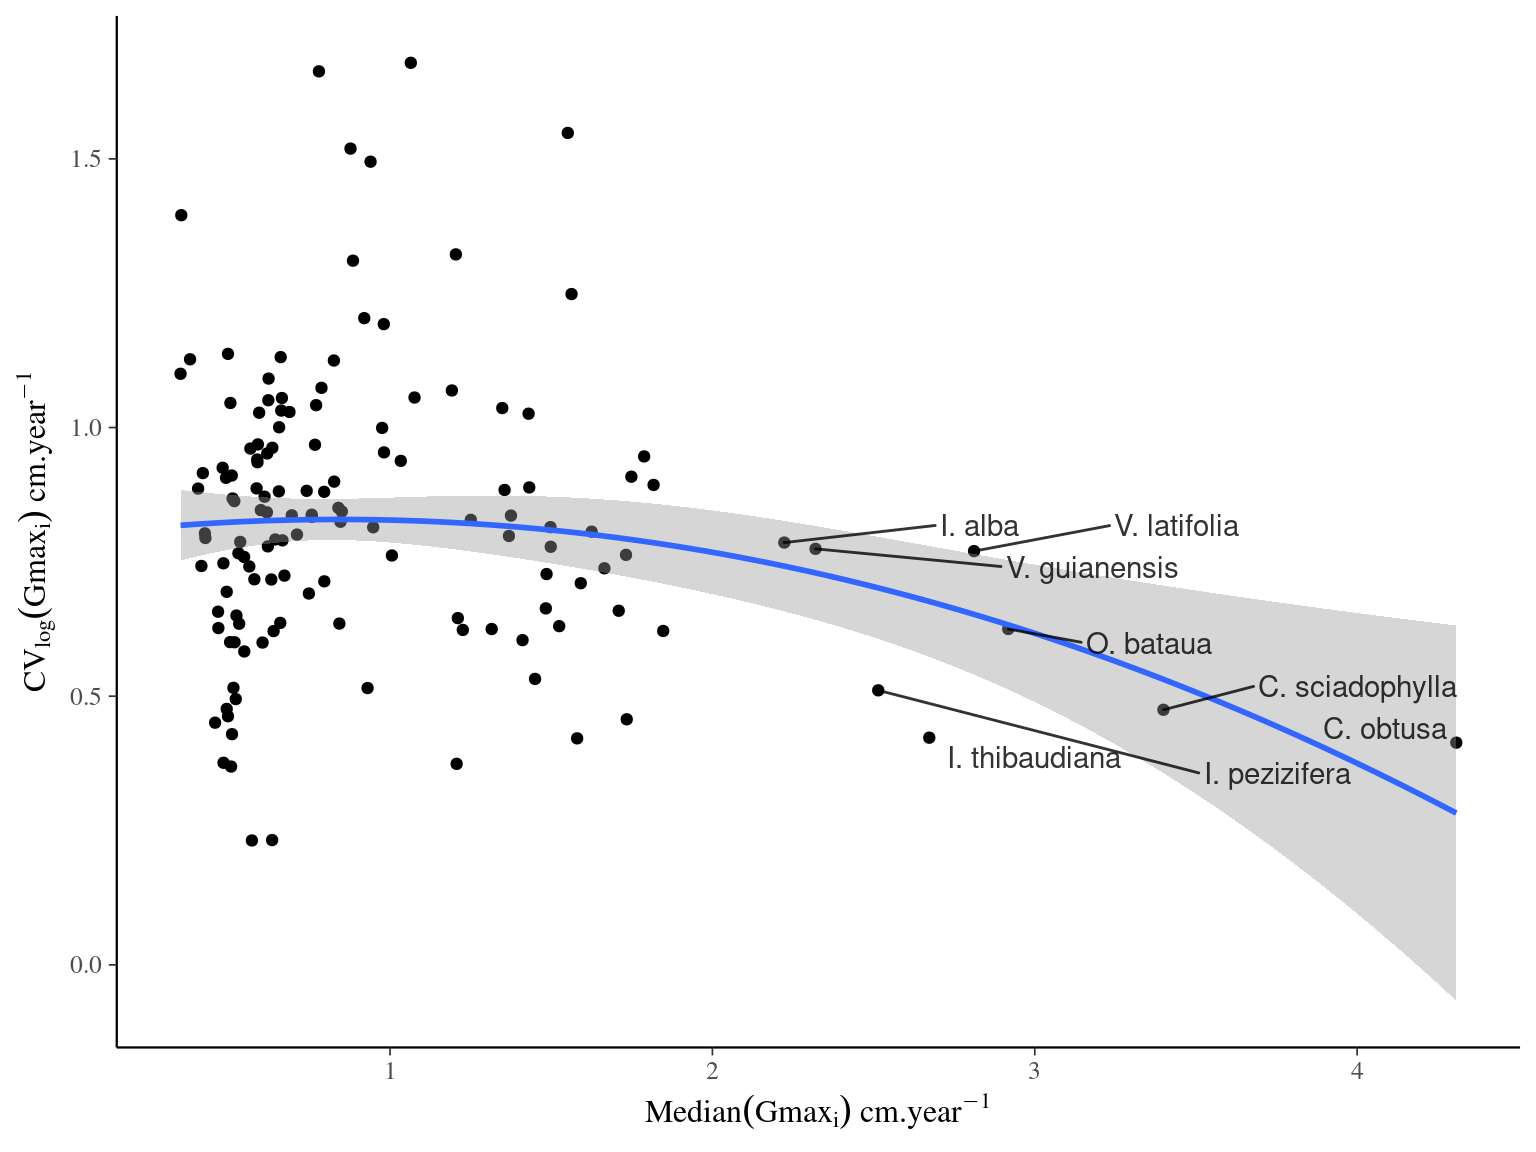 1.5
1.0
0.5
0.0
CVlog(Gmaxi) cm.year−1
I. alba
V. latifolia
V. guianensis
O. bataua
C. sciadophylla
C. obtusa
I. thibaudiana
I. pezizifera
1 2 3 4
Median(Gmaxi) cm.year−1